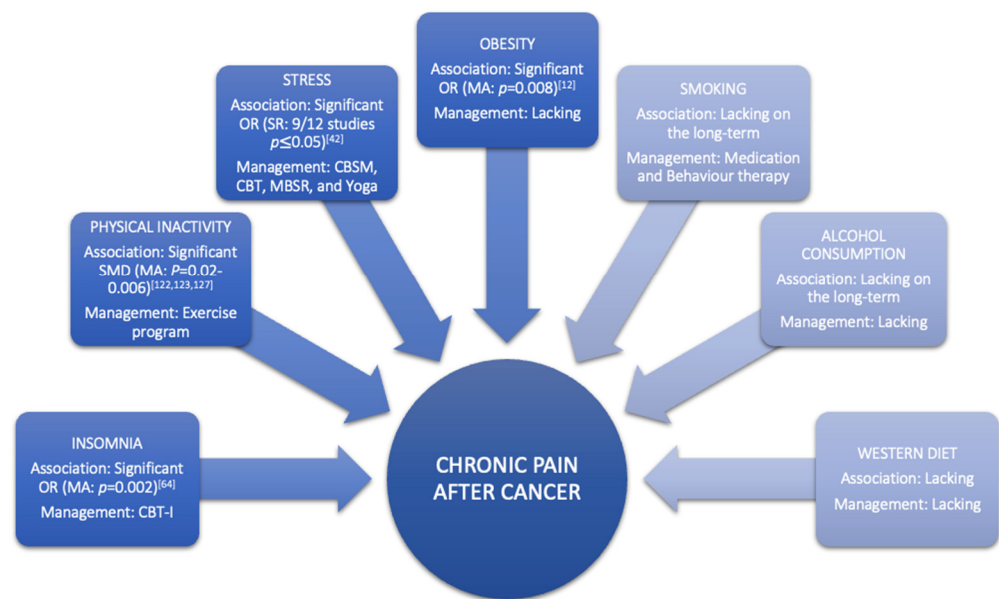 OBESITY
Association: Significant
OR (MA: p=0.008)[12]
Management: Lacking
STRESS
Association: Significant
OR (SR: 9/12 studies
p≤0.05)[42]
Management: CBSM,
CBT, MBSR, and Yoga
SMOKING
Association: Lacking on
the long-term
Management: Medication
and Behaviour therapy
PHYSICAL INACTIVITY
Association: Significant
SMD (MA: P=0.02-
0.006)[122,123,127]
Management: Exercise
program
ALCOHOL
CONSUMPTION
Association: Lacking on
the long-term
Management: Lacking
INSOMNIA
Association: Significant
OR (MA: p=0.002)[64]
Management: CBT-I
CHRONIC PAIN
AFTER CANCER
WESTERN DIET
Association: Lacking
Management: Lacking